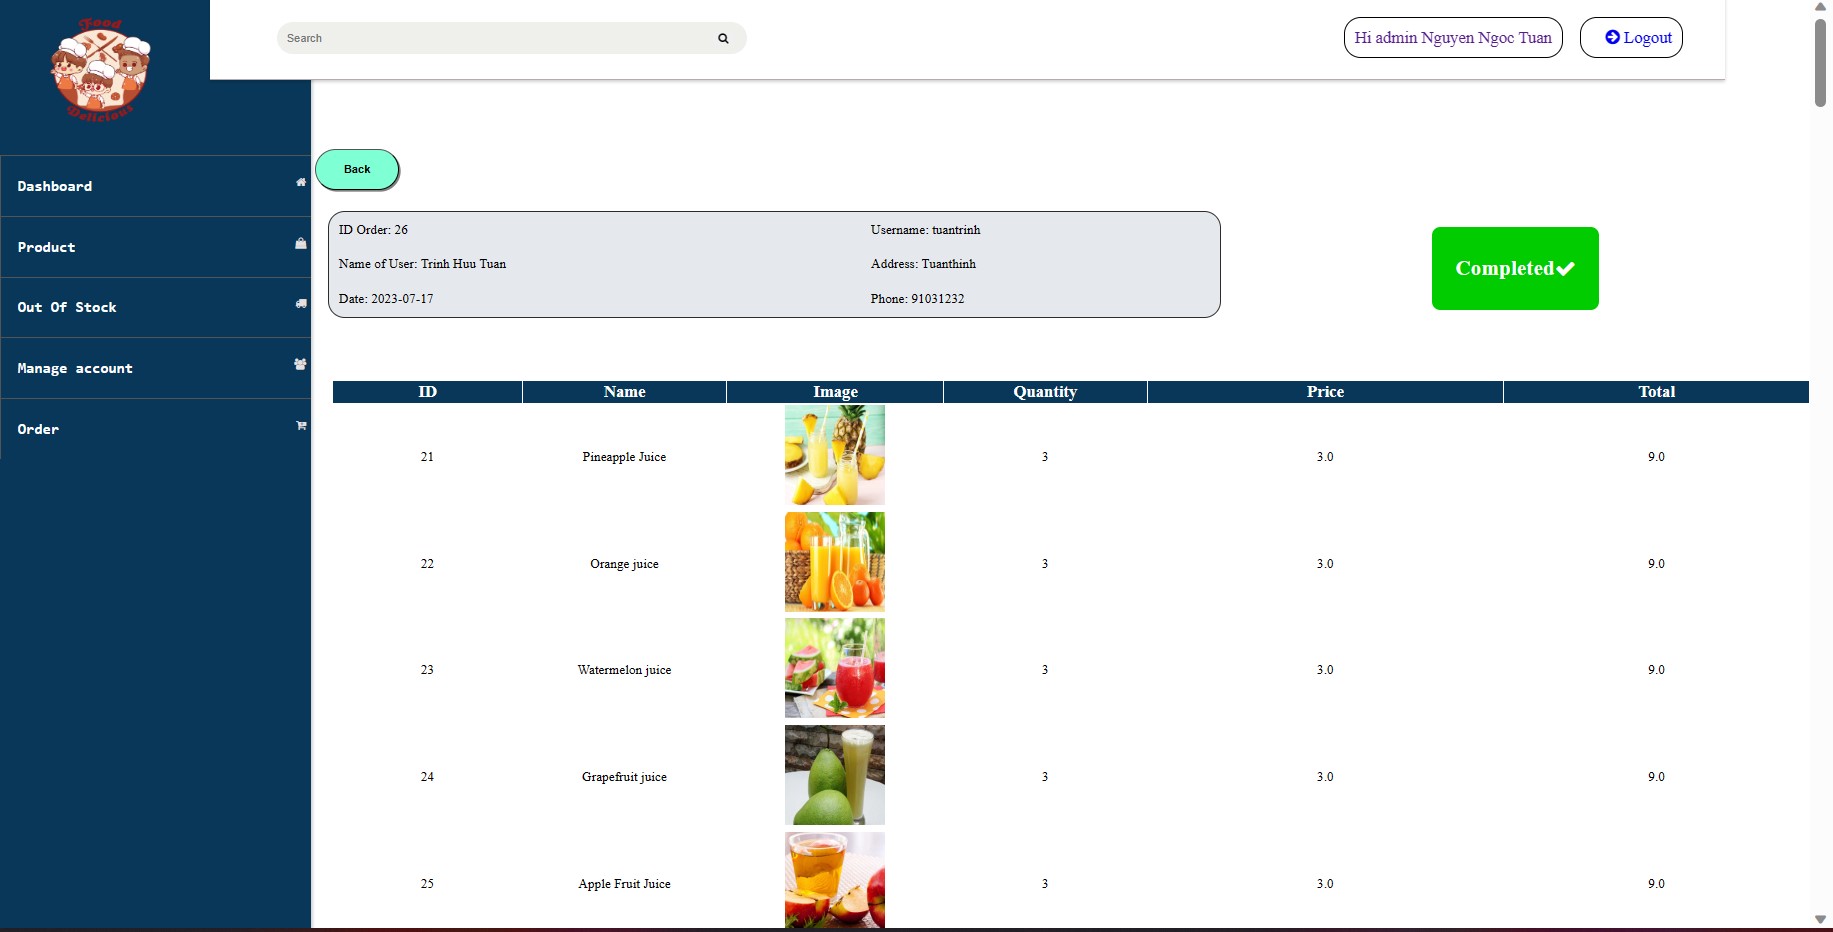 Food
Delicious
Search
Hi admin Nguyen Ngoc Tuan
Logout
Dashboard
Product
Out Of Stock
Manage account
Order
Back
ID Order: 26
Username: tuantrinh
Name of User: Trinh Huu Tuan
Address: Tuanthinh
Date: 2023-07-17
Phone: 91031232
Completed
ID Name Image Quantity Price Total
21 Pineapple Juice 3 3.0 9.0
22 Orange juice 3 3.0 9.0
23 Watermelon juice 3 3.0 9.0
24 Grapefruit juice 3 3.0 9.0
25 Apple Fruit Juice 3 3.0 9.0